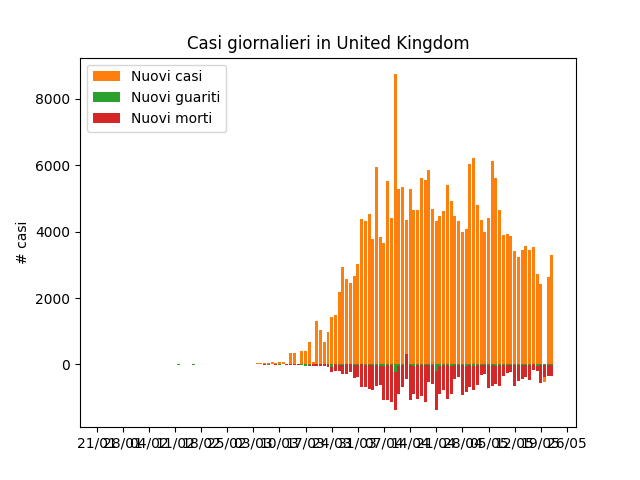 Casi giornalieri in United Kingdom
Nuovi casi
Nuovi guariti
Nuovi morti
# casi
8000
6000
4000
2000
0
21/01 28/01 04/02 11/02 18/02 25/02 03/03 10/03 17/03 24/03 31/03 07/04 14/04 21/04 28/04 05/05 12/05 19/05 26/05